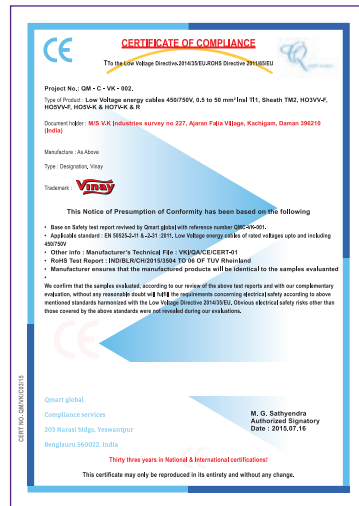 CE
CERTIFICATE OF COMPLIANCE
TTo the Low Voltage Directive-2014/35/EU.ROHS Directive 2011/65/EU
Project No.: QM - C - VK - 002.
Type of Product : Low Voltage energy cables 450/750V, 0.5 to 50 mm² Insl TI1, Sheath TM2, HO3VV-F,
HO5VV-F, HO5V-K & HO7V-K & R
Document holder : M/S V-K Industries survey no 227, Ajaran Falia Village, Kachigam, Daman 396210
(India)
Manufacture : As Above
Type : Designation, Vinay
Trademark : Vinay
This Notice of Presumption of Conformity has been based on the following
• Base on Safety test report reviwed by Qmart global with reference number QMC-VK-001.
• Applicable standard : EN 50525-2-11 & -2-31 :2011, Low Voltage energy cables of rated voltages upto and including
450/750V
• Other info : Manufacturer's Technical File : VKI/QA/CE/CERT-01
• RoHS Test Report : IND/BLR/CH/2015/3504 TO 06 OF TUV Rheinland
• Manufacturer ensures that the manufactured products will be identical to the samples evaluanted
•
We confirm that the samples evaluated, according to our review of the above test reports and with our complementary
evaluation, without any reasonable doubt will fulfill the requirements concerning electrical safety according to above
mentioned standards harmonized with the Low Voltage Directive 2014/35/EU, Obvious electrical safety risks other than
those covered by the above standards were not revealed during our evaluations.
CE
CERT NO.-QM/VK/C03/15
Qmart global
Compliance services
203 Narasi bldgs, Yeswantpur
Bengluru 560022, India
M. G. Sathyendra
Authorized Signatory
Date : 2015.07.16
Thirty three years in National & International certifications!
This certificate may only be reproduced in its entirety and without any change.